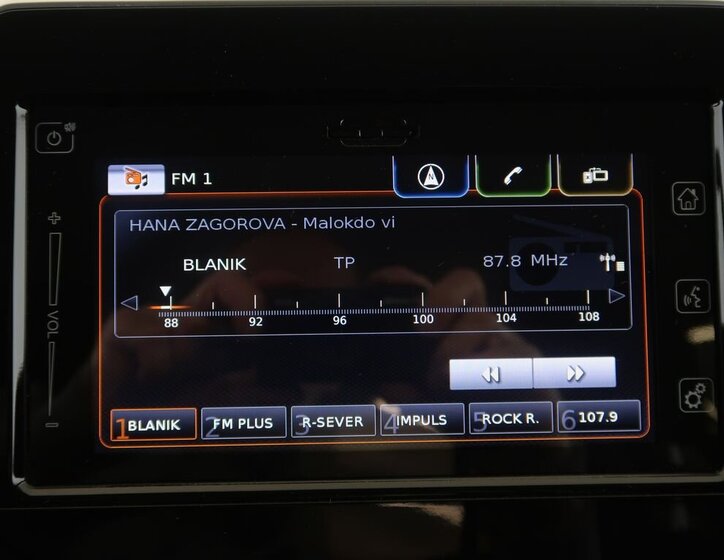 FM 1
HANA ZAGOROVA - Malokdo vi
BLANIK TP 87.8 MHz
88 92 96 100 104 108
+
VOL
−
1 BLANIK
2 FM PLUS
3 R-SEVER
4 IMPULS
5 ROCK R.
6 107.9